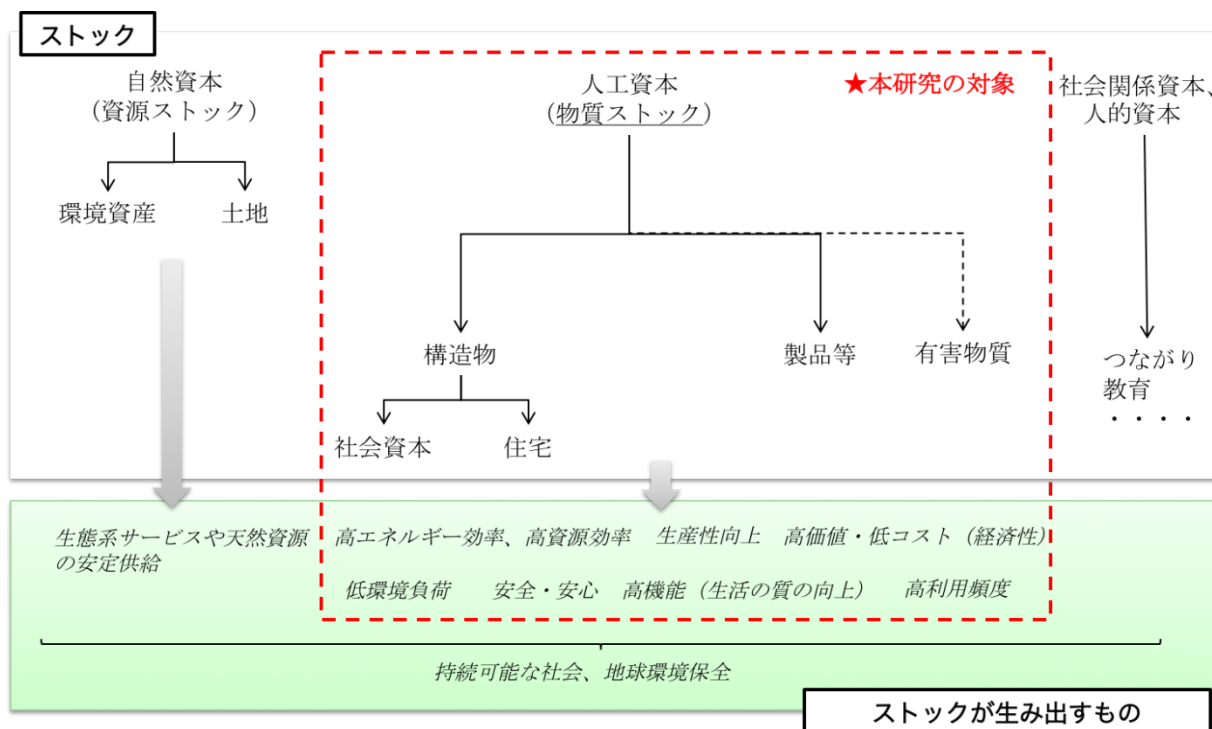 ストック
自然資本
（資源ストック）
環境資産
土地
人工資本
（物質ストック）
★本研究の対象
構造物
製品等
有害物質
社会資本
住宅
社会関係資本、
人的資本
つながり
教育
・・・・
生態系サービスや天然資源
の安定供給
高エネルギー効率、高資源効率
生産性向上
高価値・低コスト（経済性）
低環境負荷
安全・安心
高機能（生活の質の向上）
高利用頻度
持続可能な社会、地球環境保全
ストックが生み出すもの